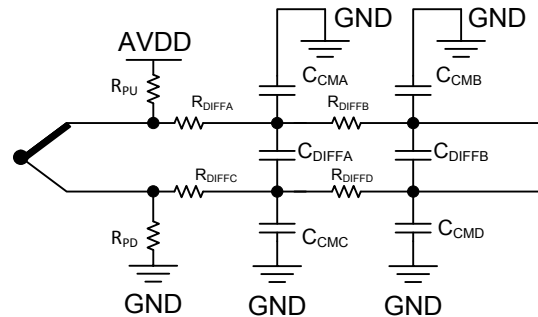 GND
GND
AVDD
CCMA
CCMB
RPU
RDIFFA
RDIFFB
CDIFFA
CDIFFB
RDIFFC
RDIFFD
RPD
CCMC
CCMD
GND
GND
GND